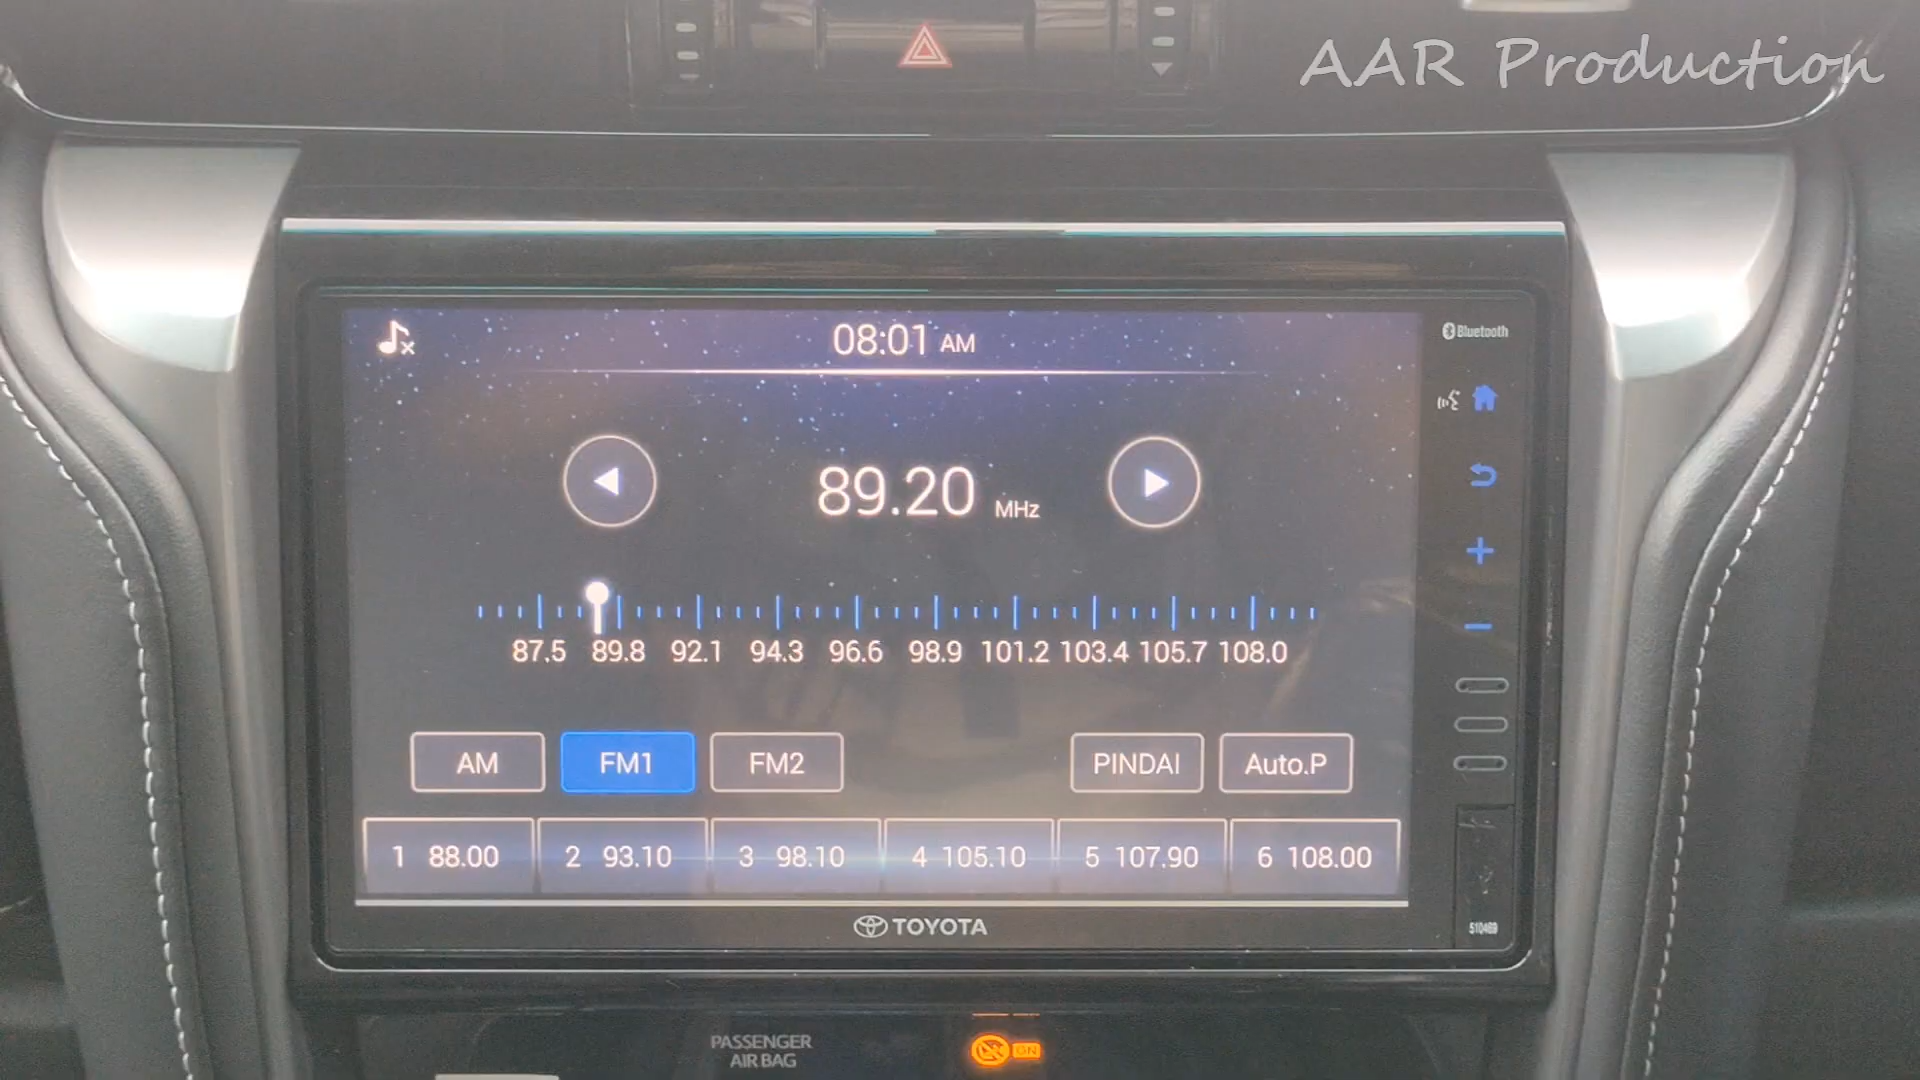 AAR Production
08:01 AM
Bluetooth
89.20 MHz
87.5 89.8 92.1 94.3 96.6 98.9 101.2 103.4 105.7 108.0
AM FM1 FM2 PINDAI Auto.P
1 88.00 2 93.10 3 98.10 4 105.10 5 107.90 6 108.00
TOYOTA
510469
PASSENGER
AIR BAG
ON